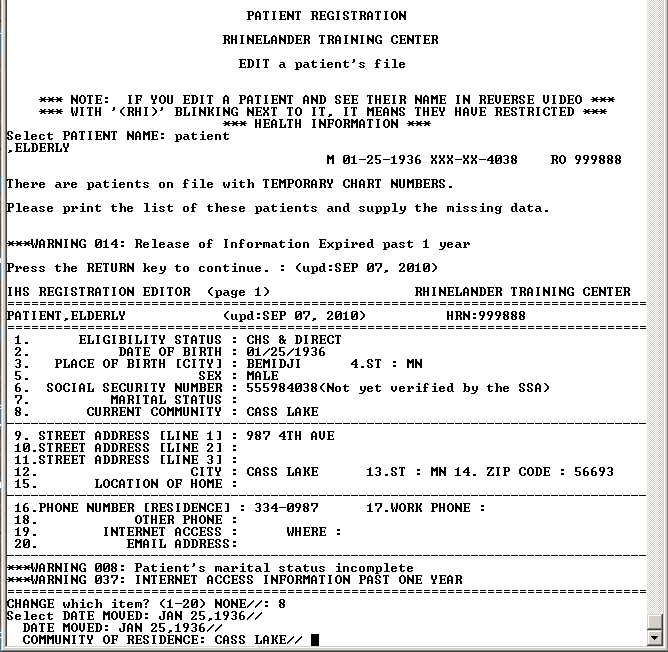 PATIENT REGISTRATION
RHINELANDER TRAINING CENTER
EDIT a patient's file
*** NOTE:  IF YOU EDIT A PATIENT AND SEE THEIR NAME IN REVERSE VIDEO ***
*** WITH '(RHI)' BLINKING NEXT TO IT, IT MEANS THEY HAVE RESTRICTED ***
*** HEALTH INFORMATION ***
Select PATIENT NAME: patient
,ELDERLY
M 01-25-1936 XXX-XX-4038    RO 999888
There are patients on file with TEMPORARY CHART NUMBERS.
Please print the list of these patients and supply the missing data.
***WARNING 014: Release of Information Expired past 1 year
Press the RETURN key to continue. : (upd:SEP 07, 2010)
IHS REGISTRATION EDITOR  (page 1)                  RHINELANDER TRAINING CENTER
===============================================================================
PATIENT,ELDERLY            (upd:SEP 07, 2010)          HRN:999888
===============================================================================
1.      ELIGIBILITY STATUS : CHS & DIRECT
2.           DATE OF BIRTH : 01/25/1936
3.   PLACE OF BIRTH [CITY] : BEMIDJI      4.ST : MN
5.                     SEX : MALE
6.  SOCIAL SECURITY NUMBER : 555984038(Not yet verified by the SSA)
7.          MARITAL STATUS :
8.       CURRENT COMMUNITY : CASS LAKE
-------------------------------------------------------------------------------
9. STREET ADDRESS [LINE 1] : 987 4TH AVE
10.STREET ADDRESS [LINE 2] :
11.STREET ADDRESS [LINE 3] :
12.                   CITY : CASS LAKE      13.ST : MN 14. ZIP CODE : 56693
15.       LOCATION OF HOME :
-------------------------------------------------------------------------------
16.PHONE NUMBER [RESIDENCE] : 334-0987      17.WORK PHONE :
18.            OTHER PHONE :
19.        INTERNET ACCESS :      WHERE :
20.           EMAIL ADDRESS:
-------------------------------------------------------------------------------
***WARNING 008: Patient's marital status incomplete
***WARNING 037: INTERNET ACCESS INFORMATION PAST ONE YEAR
===============================================================================
CHANGE which item? (1-20) NONE//: 8
Select DATE MOVED: JAN 25,1936//
DATE MOVED: JAN 25,1936//
COMMUNITY OF RESIDENCE: CASS LAKE//